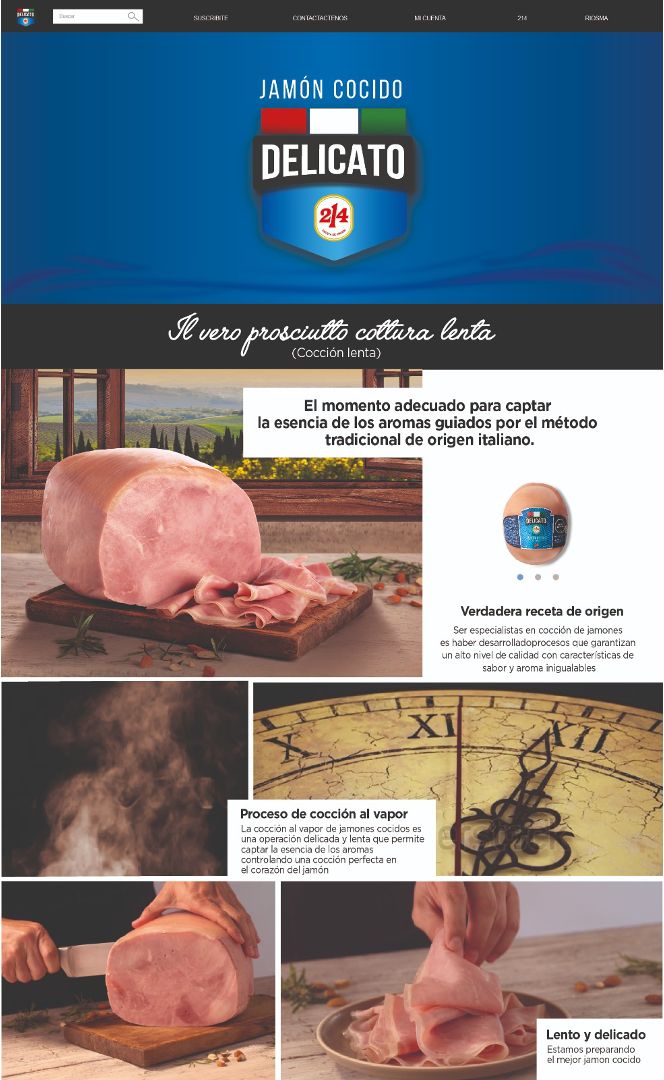 DELICATO
Buscar
SUSCRIBITE
CONTACTACTENOS
MI CUENTA
214
RIOSMA
JAMÓN COCIDO
DELICATO
214
Il vero prosciutto cottura lenta
(Cocción lenta)
El momento adecuado para captar
la esencia de los aromas guiados por el método
tradicional de origen italiano.
DELICATO
Verdadera receta de origen
Ser especialistas en cocción de jamones
es haber desarrolladoprocesos que garantizan
un alto nivel de calidad con características de
sabor y aroma inigualables
X XI XII
Proceso de cocción al vapor
La cocción al vapor de jamones cocidos es
una operación delicada y lenta que permite
captar la esencia de los aromas
controlando una cocción perfecta en
el corazón del jamón
Lento y delicado
Estamos preparando
el mejor jamon cocido